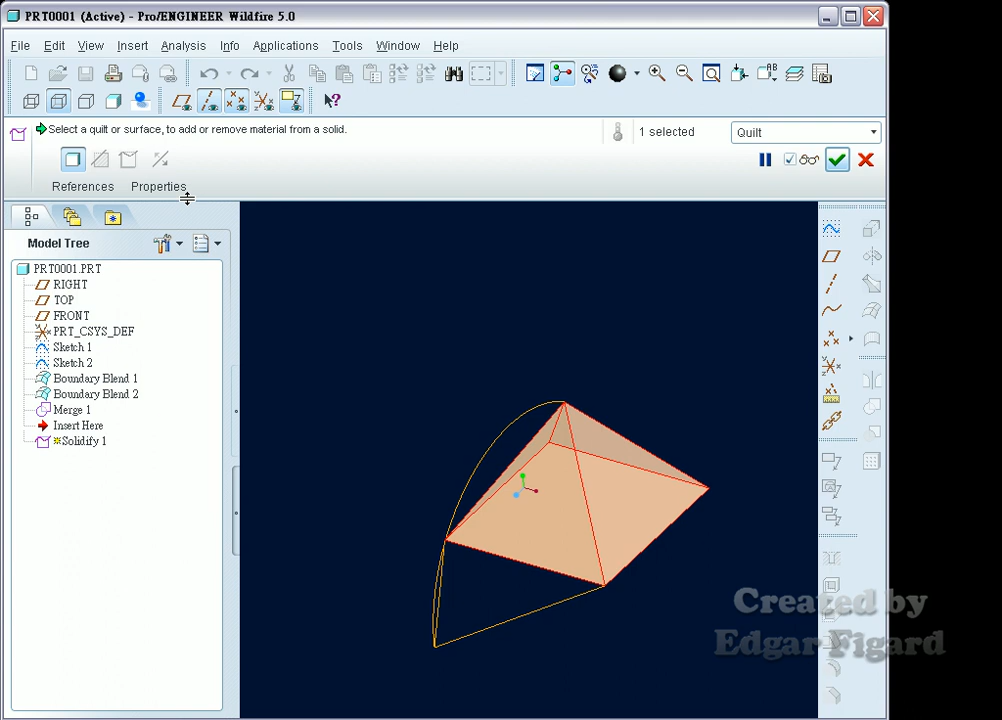 PRT0001 (Active) - Pro/ENGINEER Wildfire 5.0
File Edit View Insert Analysis Info Applications Tools Window Help
Select a quilt or surface, to add or remove material from a solid.
1 selected
Quilt
References Properties
Model Tree
PRT0001.PRT
RIGHT
TOP
FRONT
PRT_CSYS_DEF
Sketch 1
Sketch 2
Boundary Blend 1
Boundary Blend 2
Merge 1
Insert Here
Solidify 1
Created by
Edgar Figard